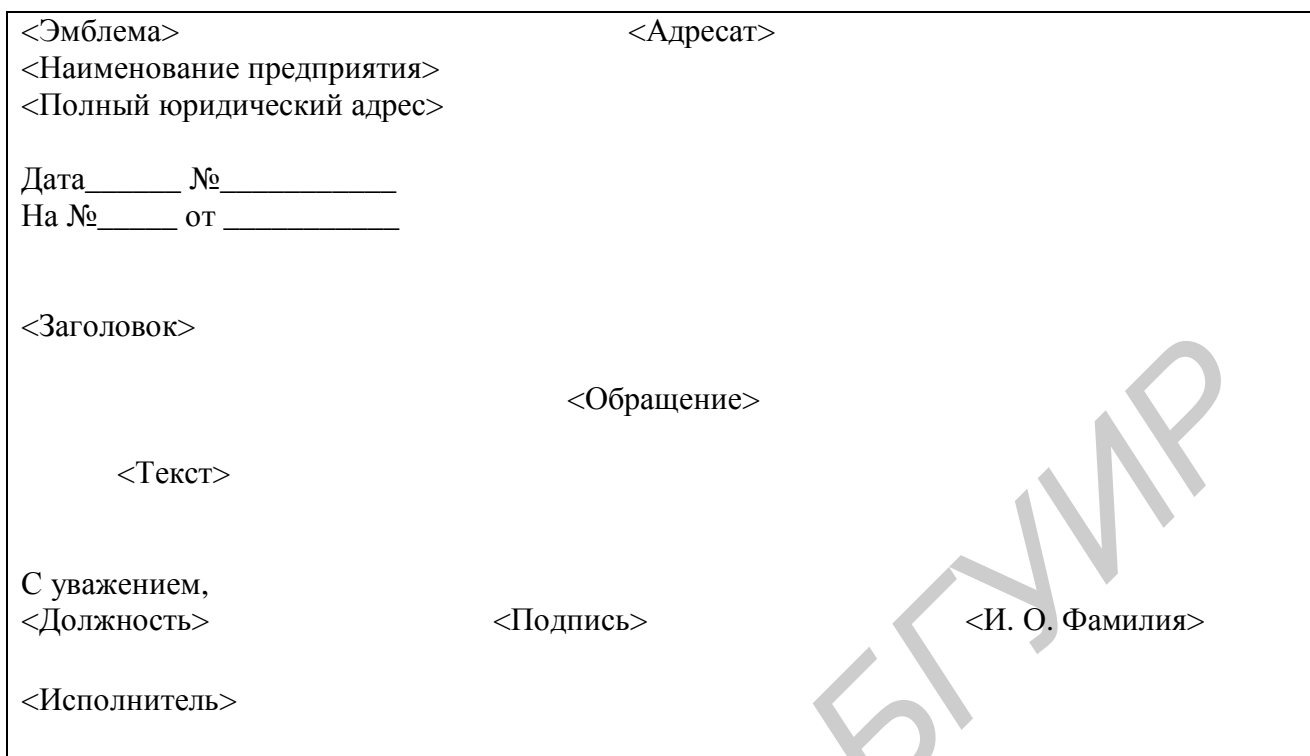 <Эмблема> <Адресат>
<Наименование предприятия>
<Полный юридический адрес>
Дата______ №___________
На №_____ от ___________
<Заголовок>
<Обращение>
<Текст>
С уважением,
<Должность> <Подпись> <И. О. Фамилия>
<Исполнитель>
БГУИР